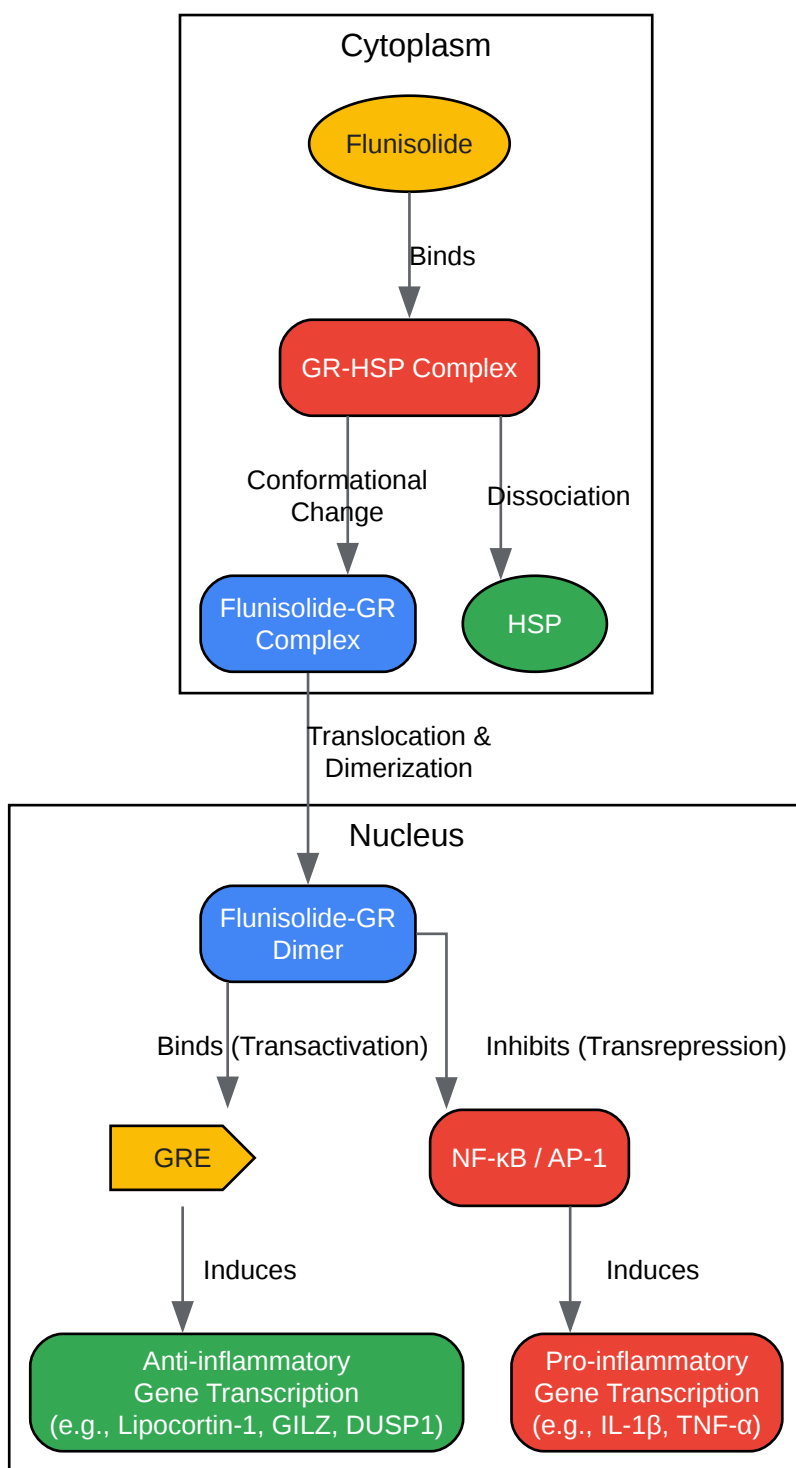 Cytoplasm
Flunisolide
Binds
GR-HSP Complex
Conformational
Change
Dissociation
Flunisolide-GR
Complex
HSP
Translocation &
Dimerization
Nucleus
Flunisolide-GR
Dimer
Binds (Transactivation)
Inhibits (Transrepression)
GRE
NF-κB / AP-1
Induces
Induces
Anti-inflammatory
Gene Transcription
(e.g., Lipocortin-1, GILZ, DUSP1)
Pro-inflammatory
Gene Transcription
(e.g., IL-1β, TNF-α)